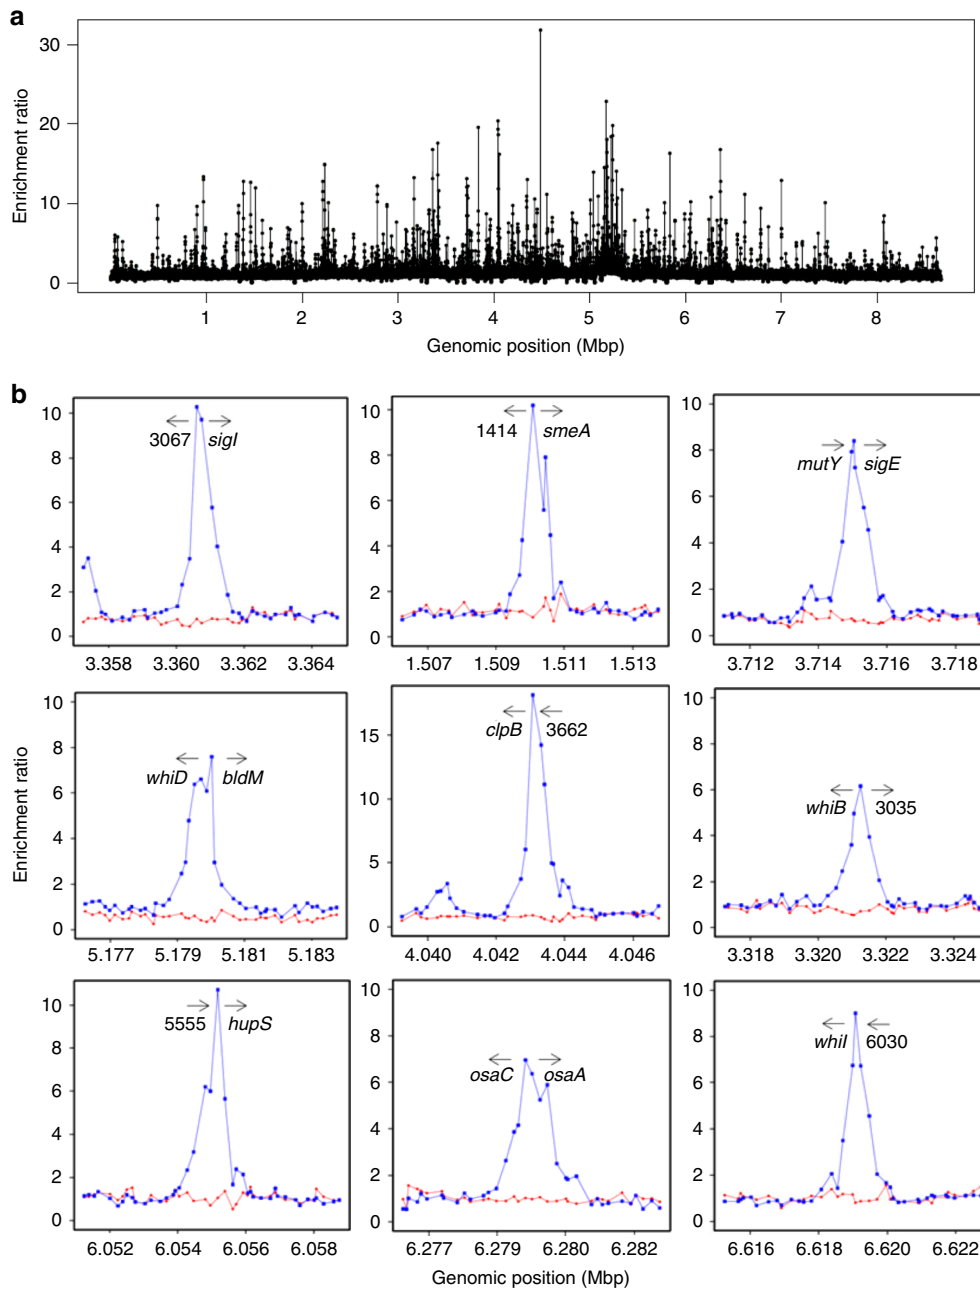 a
Enrichment ratio
30
20
10
0
1 2 3 4 5 6 7 8
Genomic position (Mbp)
b
Enrichment ratio
10
8
6
4
2
0
3067 sigI
3.358 3.360 3.362 3.364
10
8
6
4
2
0
1414 smeA
1.507 1.509 1.511 1.513
10
8
6
4
2
0
mutY sigE
3.712 3.714 3.716 3.718
10
8
6
4
2
0
whiD bldM
5.177 5.179 5.181 5.183
15
10
5
0
clpB 3662
4.040 4.042 4.044 4.046
10
8
6
4
2
0
whiB 3035
3.318 3.320 3.322 3.324
10
8
6
4
2
0
5555 hupS
6.052 6.054 6.056 6.058
10
8
6
4
2
0
osaC osaA
6.277 6.279 6.280 6.282
10
8
6
4
2
0
whiI 6030
6.616 6.618 6.620 6.622
Genomic position (Mbp)